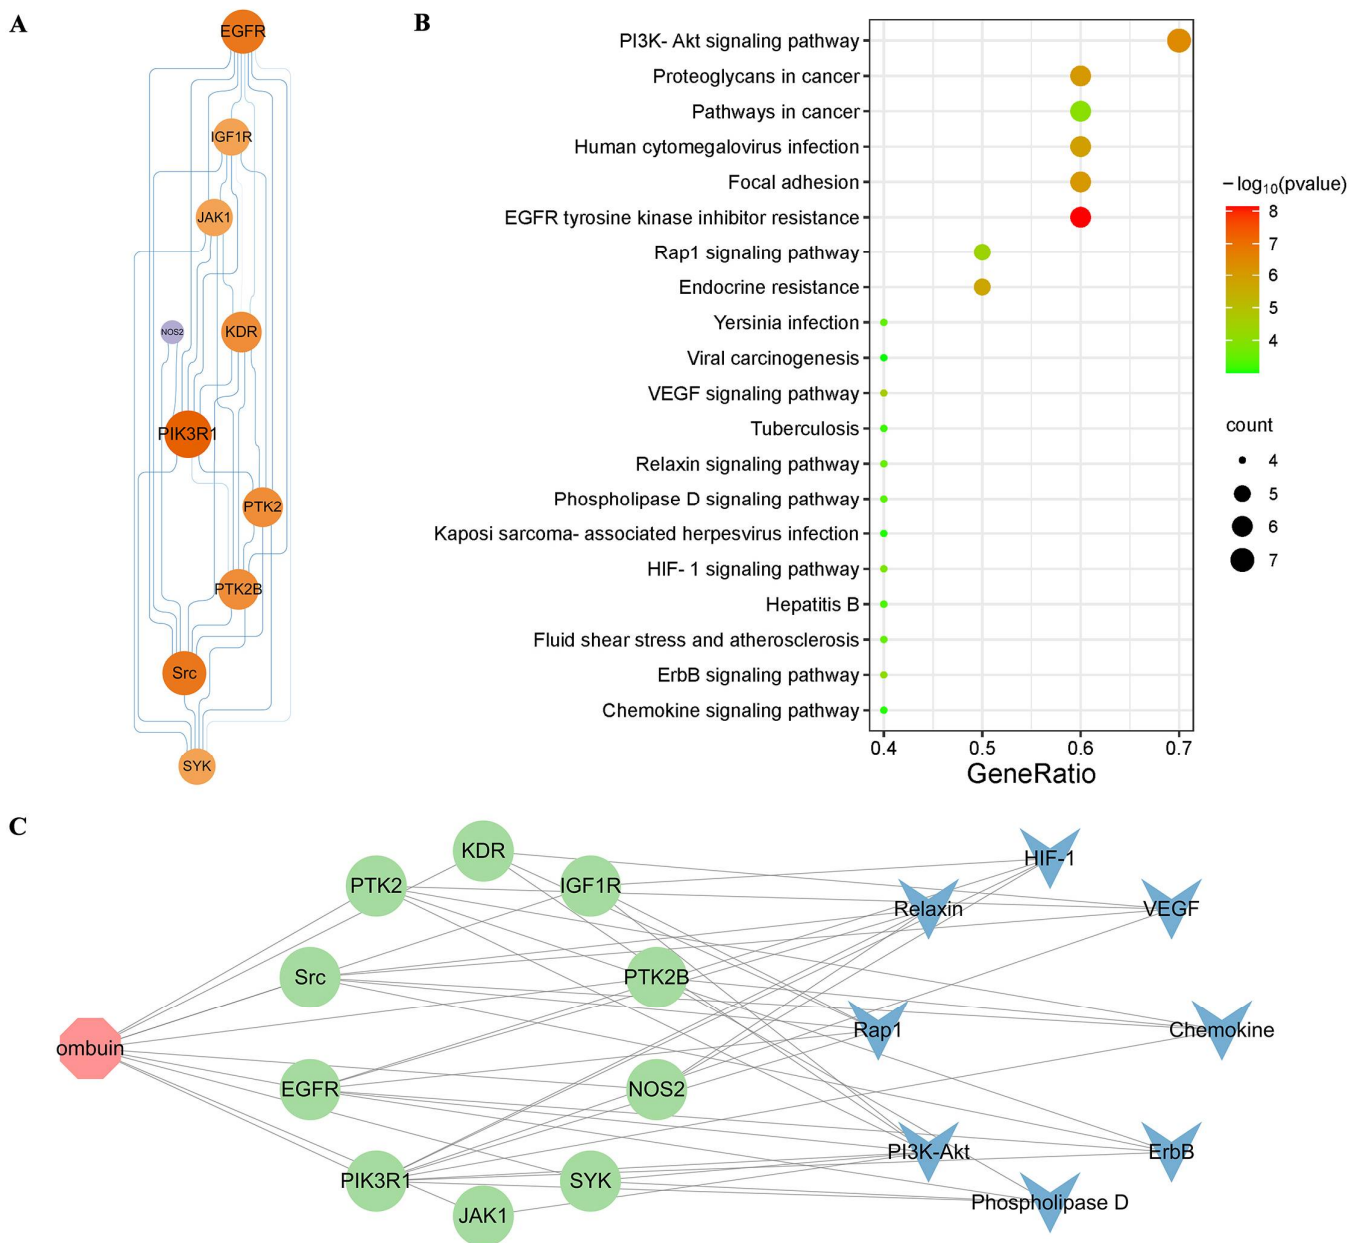 A
EGFR
IGF1R
JAK1
NOS2
KDR
PIK3R1
PTK2
PTK2B
Src
SYK
B
PI3K- Akt signaling pathway
Proteoglycans in cancer
Pathways in cancer
Human cytomegalovirus infection
Focal adhesion
EGFR tyrosine kinase inhibitor resistance
Rap1 signaling pathway
Endocrine resistance
Yersinia infection
Viral carcinogenesis
VEGF signaling pathway
Tuberculosis
Relaxin signaling pathway
Phospholipase D signaling pathway
Kaposi sarcoma- associated herpesvirus infection
HIF- 1 signaling pathway
Hepatitis B
Fluid shear stress and atherosclerosis
ErbB signaling pathway
Chemokine signaling pathway
0.4 0.5 0.6 0.7
GeneRatio
−log10(pvalue)
8
7
6
5
4
count
4
5
6
7
C
KDR
PTK2
IGF1R
Src
PTK2B
ombuin
EGFR
NOS2
PIK3R1
SYK
JAK1
HIF-1
Relaxin
VEGF
Rap1
Chemokine
PI3K-Akt
ErbB
Phospholipase D